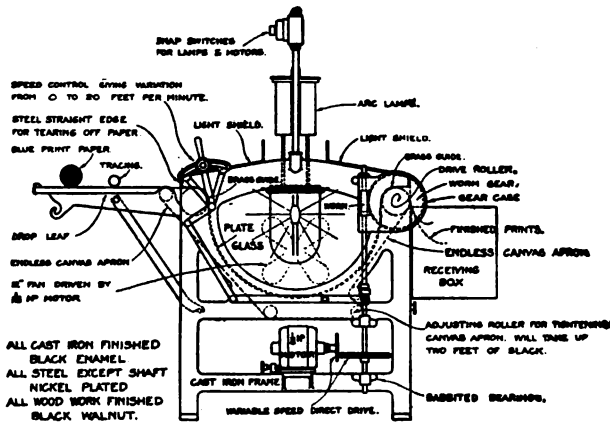 SNAP SWITCHES
FOR LAMPS & MOTORS.
SPEED CONTROL GIVING VARIATION
FROM 0 TO 20 FEET PER MINUTE.
ARC LAMPS.
STEEL STRAIGHT EDGE
FOR TEARING OFF PAPER.
LIGHT SHIELD.
LIGHT SHIELD.
BLUE PRINT PAPER
TRACING.
BRASS GUIDE.
DRIVE ROLLER.
WORM GEAR.
GEAR CASE
BRASS GUIDE.
WORM
FINISHED PRINTS.
DROP LEAF
PLATE
GLASS
ENDLESS CANVAS APRON
ENDLESS CANVAS APRON
RECEIVING
BOX
FAN DRIVEN BY
HP MOTOR
ADJUSTING ROLLER FOR TIGHTENING
CANVAS APRON. WILL TAKE UP
TWO FEET OF SLACK.
HP
MOTOR
ALL CAST IRON FINISHED
BLACK ENAMEL
ALL STEEL EXCEPT SHAFT
NICKEL PLATED
ALL WOOD WORK FINISHED
BLACK WALNUT.
CAST IRON FRAME
BABBITED BEARINGS.
VARIABLE SPEED DIRECT DRIVE.